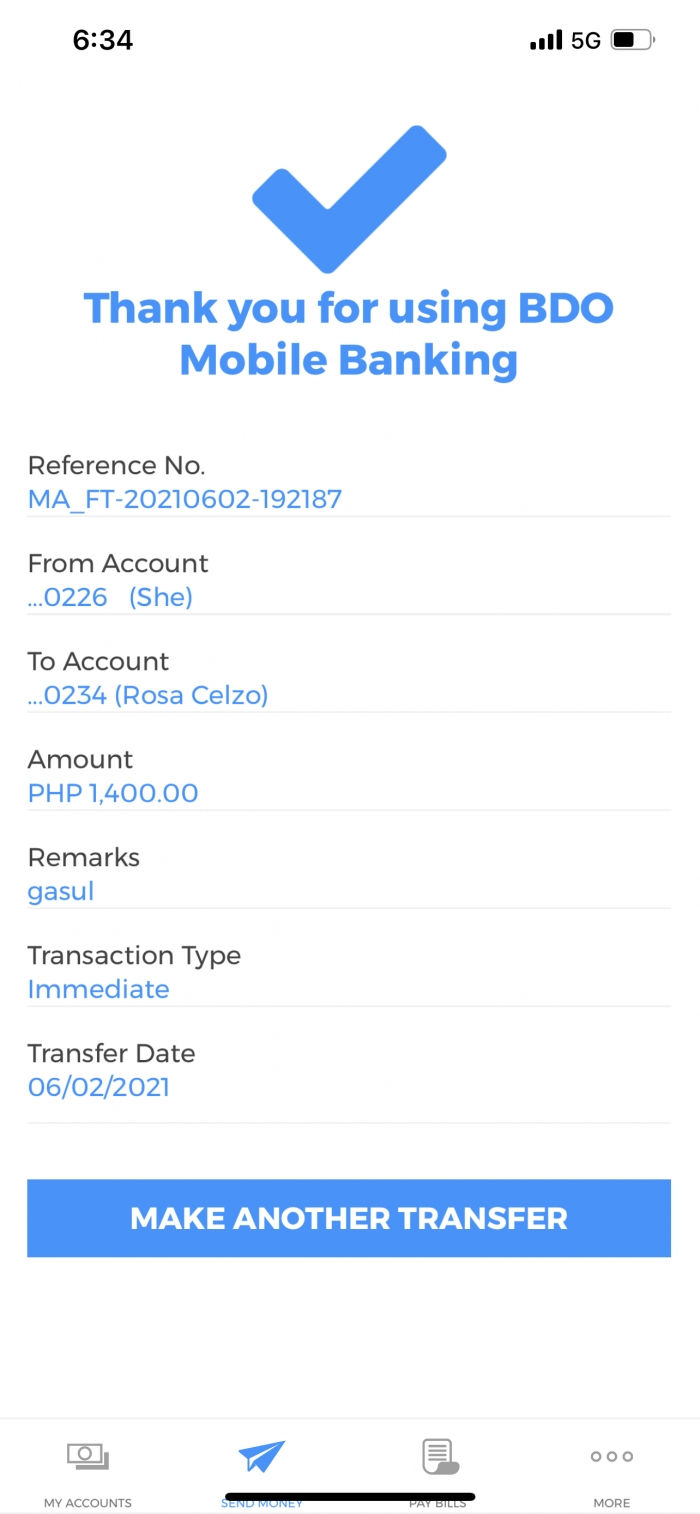 6:34
5G
Thank you for using BDO
Mobile Banking
Reference No.
MA_FT-20210602-192187
From Account
...0226 (She)
To Account
...0234 (Rosa Celzo)
Amount
PHP 1,400.00
Remarks
gasul
Transaction Type
Immediate
Transfer Date
06/02/2021
MAKE ANOTHER TRANSFER
MY ACCOUNTS
SEND MONEY
PAY BILLS
MORE